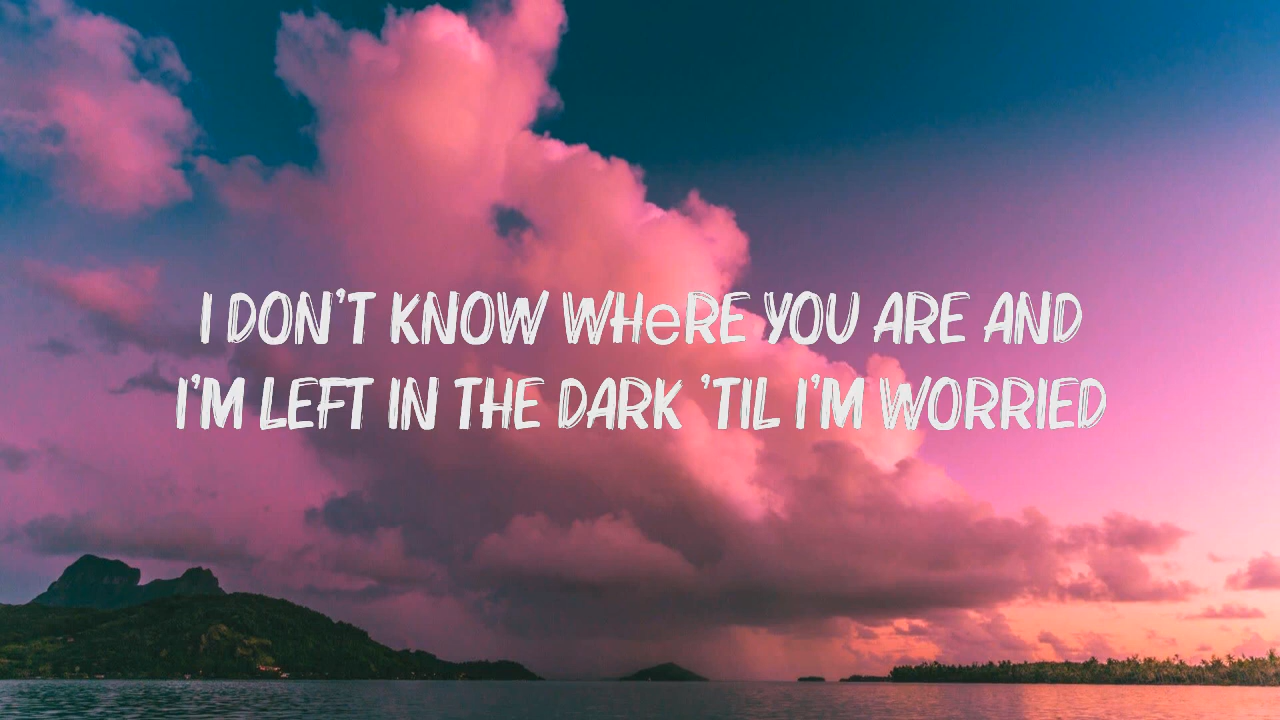 I DON'T KNOW WHeRE YOU ARE AND
I'M LEFT IN THE DARK 'TIL I'M WORRIED